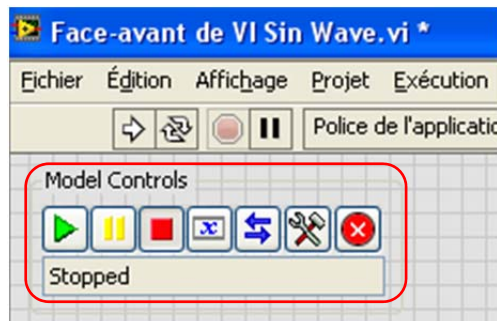 Face-avant de VI Sin Wave.vi *
Fichier Édition Affichage Projet Exécution
Police de l'applicatio
Model Controls
x
Stopped